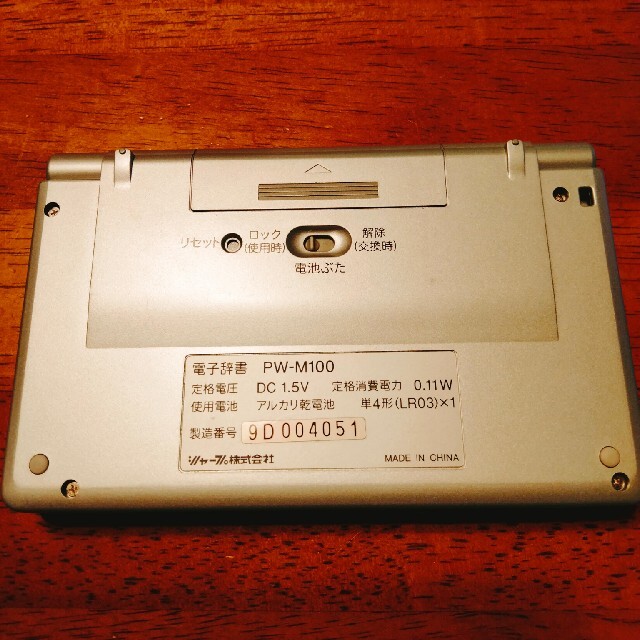 リセット ロック 解除
(使用時) (交換時)
電池ぶた
電子辞書 PW-M100
定格電圧 DC 1.5V 定格消費電力 0.11W
使用電池 アルカリ乾電池 単4形(LR03)×1
製造番号 9D004051
シャープ株式会社 MADE IN CHINA